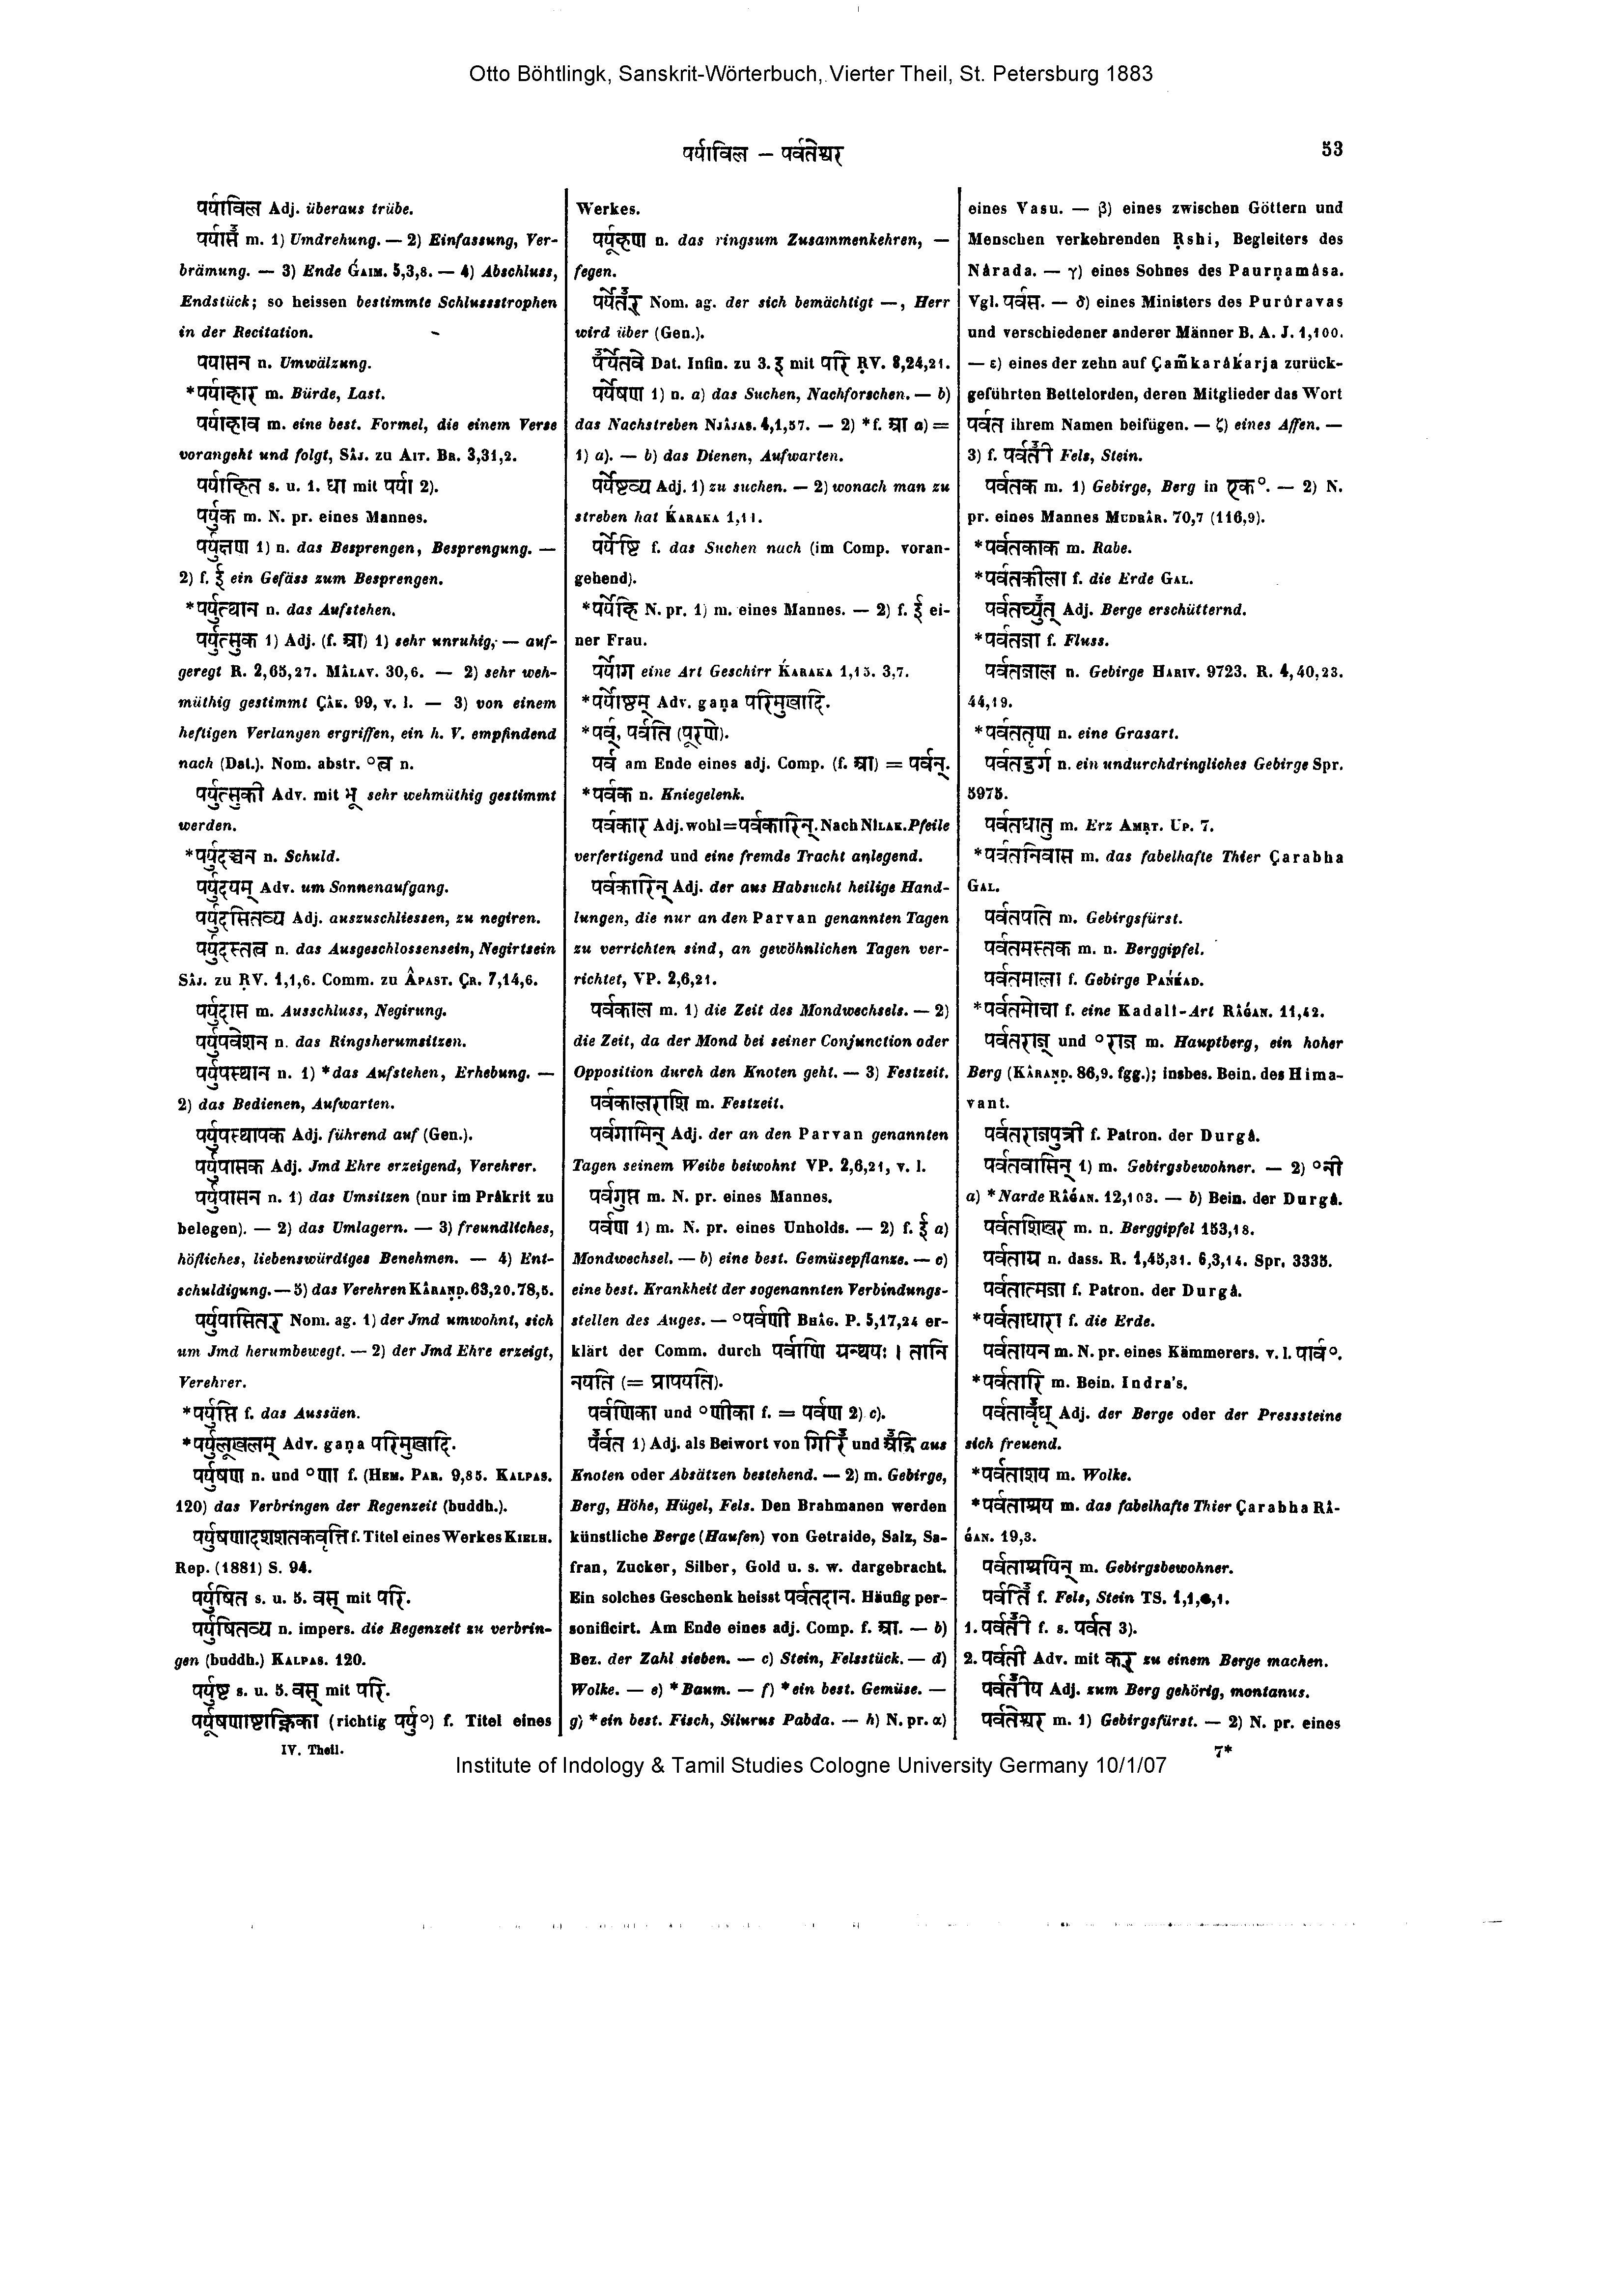 Otto Böhtlingk, Sanskrit-Wörterbuch, Vierter Theil, St. Petersburg 1883
पर्याविल – पर्वतेश्वर
53
पर्याविल Adj. überaus trübe.
पर्यास m. 1) Umdrehung. — 2) Einfassung, Ver-
brämung. — 3) Ende Ǵaim. 5,3,8. — 4) Abschluss,
Endstück; so heissen bestimmte Schlussstrophen
in der Recitation.
पर्यासन n. Umwälzung.
*पर्याहार m. Bürde, Last.
पर्याहाव m. eine best. Formel, die einem Verse
vorangeht und folgt, Sâj. zu Ait. Br. 3,31,2.
पर्याहित s. u. 1. धा mit पर्या 2).
पर्युक m. N. pr. eines Mannes.
पर्युक्षण 1) n. das Besprengen, Besprengung. —
2) f. ई ein Gefäss zum Besprengen.
*पर्युत्थान n. das Aufstehen.
पर्युत्सुक 1) Adj. (f. आ) 1) sehr unruhig, — auf-
geregt R. 2,65,27. Mâlav. 30,6. — 2) sehr weh-
müthig gestimmt Çâk. 99, v. l. — 3) von einem
heftigen Verlangen ergriffen, ein h. V. empfindend
nach (Dat.). Nom. abstr. °त्व n.
पर्युत्सुकी Adv. mit भू sehr wehmüthig gestimmt
werden.
*पर्युदञ्चन n. Schuld.
पर्युदयम् Adv. um Sonnenaufgang.
पर्युदसितव्य Adj. auszuschliessen, zu negiren.
पर्युदस्तत्व n. das Ausgeschlossensein, Negirtsein
Sâj. zu ṚV. 1,1,6. Comm. zu Âpast. Çr. 7,14,6.
पर्युदास m. Ausschluss, Negirung.
पर्युपवेशन n. das Ringsherumsitzen.
पर्युपस्थान n. 1) *das Aufstehen, Erhebung. —
2) das Bedienen, Aufwarten.
पर्युपस्थापक Adj. führend auf (Gen.).
पर्युपासक Adj. Jmd Ehre erzeigend, Verehrer.
पर्युपासन n. 1) das Umsitzen (nur im Prâkrit zu
belegen). — 2) das Umlagern. — 3) freundliches,
höfliches, liebenswürdiges Benehmen. — 4) Ent-
schuldigung. — 5) das Verehren Kâraṇḍ. 63,20. 78,5.
पर्युपासितर् Nom. ag. 1) der Jmd umwohnt, sich
um Jmd herumbewegt. — 2) der Jmd Ehre erzeigt,
Verehrer.
*पर्युप्ति f. das Aussäen.
*पर्युलूखलम् Adv. gaṇa परिमुखादि.
पर्युषण n. und °णा f. (Hem. Par. 9,85. Kalpas.
120) das Verbringen der Regenzeit (buddh.).
पर्युषणादशशतकवृत्ति f. Titel eines Werkes Kielh.
Rep. (1881) S. 94.
पर्युषित s. u. 5. वस् mit परि.
पर्युषितव्य n. impers. die Regenzeit zu verbrin-
gen (buddh.) Kalpas. 120.
पर्युष्ट s. u. 5. वस् mit परि.
पर्यूषणाष्टाह्निका (richtig पर्यु°) f. Titel eines
IV. Theil.
Werkes.
पर्यूहण n. das ringsum Zusammenkehren, —
fegen.
पर्येतर् Nom. ag. der sich bemächtigt —, Herr
wird über (Gen.).
पर्येतवे Dat. Infin. zu 3. इ mit परि ṚV. 8,24,21.
पर्येषण 1) n. a) das Suchen, Nachforschen. — b)
das Nachstreben Njâjas. 4,1,57. — 2) *f. आ a) =
1) a). — b) das Dienen, Aufwarten.
पर्येष्टव्य Adj. 1) zu suchen. — 2) wonach man zu
streben hat Ḱaraka 1,11.
पर्येष्टि f. das Suchen nach (im Comp. voran-
gehend).
*पर्येहि N. pr. 1) m. eines Mannes. — 2) f. ई ei-
ner Frau.
पर्योग eine Art Geschirr Ḱaraka 1,15. 3,7.
*पर्योष्ठम् Adv. gaṇa परिमुखादि.
*पर्व्, पर्वति (पूरणे).
पर्व am Ende eines adj. Comp. (f. आ) = पर्वन्.
*पर्वक n. Kniegelenk.
पर्वकार Adj. wohl=पर्वकारिन्. Nach Nîlak. Pfeile
verfertigend und eine fremde Tracht anlegend.
पर्वकारिन् Adj. der aus Habsucht heilige Hand-
lungen, die nur an den Parvan genannten Tagen
zu verrichten sind, an gewöhnlichen Tagen ver-
richtet, VP. 2,6,21.
पर्वकाल m. 1) die Zeit des Mondwechsels. — 2)
die Zeit, da der Mond bei seiner Conjunction oder
Opposition durch den Knoten geht. — 3) Festzeit.
पर्वकालराशि m. Festzeit.
पर्वगामिन् Adj. der an den Parvan genannten
Tagen seinem Weibe beiwohnt VP. 2,6,21, v. l.
पर्वगुप्त m. N. pr. eines Mannes.
पर्वण 1) m. N. pr. eines Unholds. — 2) f. ई a)
Mondwechsel. — b) eine best. Gemüsepflanze. — c)
eine best. Krankheit der sogenannten Verbindungs-
stellen des Auges. — °पर्वणी Bhâg. P. 5,17,24 er-
klärt der Comm. durch पर्वाणि ग्रन्थयः । तानि
नयति (= प्रापयति).
पर्वणिका und °णीका f. = पर्वण 2) c).
पर्वत 1) Adj. als Beiwort von गिरि und अद्रि aus
Knoten oder Absätzen bestehend. — 2) m. Gebirge,
Berg, Höhe, Hügel, Fels. Den Brahmanen werden
künstliche Berge (Haufen) von Getraide, Salz, Sa-
fran, Zucker, Silber, Gold u. s. w. dargebracht.
Ein solches Geschenk heisst पर्वतदान. Häufig per-
sonificirt. Am Ende eines adj. Comp. f. आ. — b)
Bez. der Zahl sieben. — c) Stein, Felsstück. — d)
Wolke. — e) *Baum. — f) *ein best. Gemüse. —
g) *ein best. Fisch, Silurus Pabda. — h) N. pr. α)
eines Vasu. — β) eines zwischen Göttern und
Menschen verkehrenden Ṛshi, Begleiters des
Nârada. — γ) eines Sohnes des Paurṇamâsa.
Vgl. पर्वस. — δ) eines Ministers des Purûravas
und verschiedener anderer Männer B. A. J. 1,100.
— ε) eines der zehn auf Çaṁkarâḱarja zurück-
geführten Bettelorden, deren Mitglieder das Wort
पर्वत ihrem Namen beifügen. — ζ) eines Affen. —
3) f. पर्वती Fels, Stein.
पर्वतक m. 1) Gebirge, Berg in एक°. — 2) N.
pr. eines Mannes Mudrâr. 70,7 (116,9).
*पर्वतकाक m. Rabe.
*पर्वतकीला f. die Erde Gal.
पर्वतच्युत् Adj. Berge erschütternd.
*पर्वतजा f. Fluss.
पर्वतजाल n. Gebirge Hariv. 9723. R. 4,40,23.
44,19.
*पर्वततृण n. eine Grasart.
पर्वतदुर्ग n. ein undurchdringliches Gebirge Spr.
5975.
पर्वतधातु m. Erz Amṛt. Up. 7.
*पर्वतनिवास m. das fabelhafte Thier Çarabha
Gal.
पर्वतपति m. Gebirgsfürst.
पर्वतमस्तक m. n. Berggipfel.
पर्वतमाला f. Gebirge Pańḱad.
*पर्वतमोचा f. eine Kadalî-Art Râǵan. 11,42.
पर्वतराज् und °राज m. Hauptberg, ein hoher
Berg (Kâraṇḍ. 86,9. fgg.); insbes. Bein. des Hima-
vant.
पर्वतराजपुत्री f. Patron. der Durgâ.
पर्वतवासिन् 1) m. Gebirgsbewohner. — 2) °नी
a) *Narde Râǵan. 12,103. — b) Bein. der Durgâ.
पर्वतशिखर m. n. Berggipfel 153,18.
पर्वताग्र n. dass. R. 1,45,31. 6,3,14. Spr. 3335.
पर्वतात्मजा f. Patron. der Durgâ.
*पर्वताधारा f. die Erde.
पर्वतायन m. N. pr. eines Kämmerers. v. l. पार्व°.
*पर्वतारि m. Bein. Indra's.
पर्वतावृध् Adj. der Berge oder der Presssteine
sich freuend.
*पर्वताशय m. Wolke.
*पर्वताश्रय m. das fabelhafte Thier Çarabha Râ-
ǵan. 19,3.
पर्वताश्रयिन् m. Gebirgsbewohner.
पर्वति f. Fels, Stein TS. 1,1,6,1.
1. पर्वती f. s. पर्वत 3).
2. पर्वती Adv. mit कर् zu einem Berge machen.
पर्वतीय Adj. zum Berg gehörig, montanus.
पर्वतेश्वर m. 1) Gebirgsfürst. — 2) N. pr. eines
7*
Institute of Indology & Tamil Studies Cologne University Germany 10/1/07